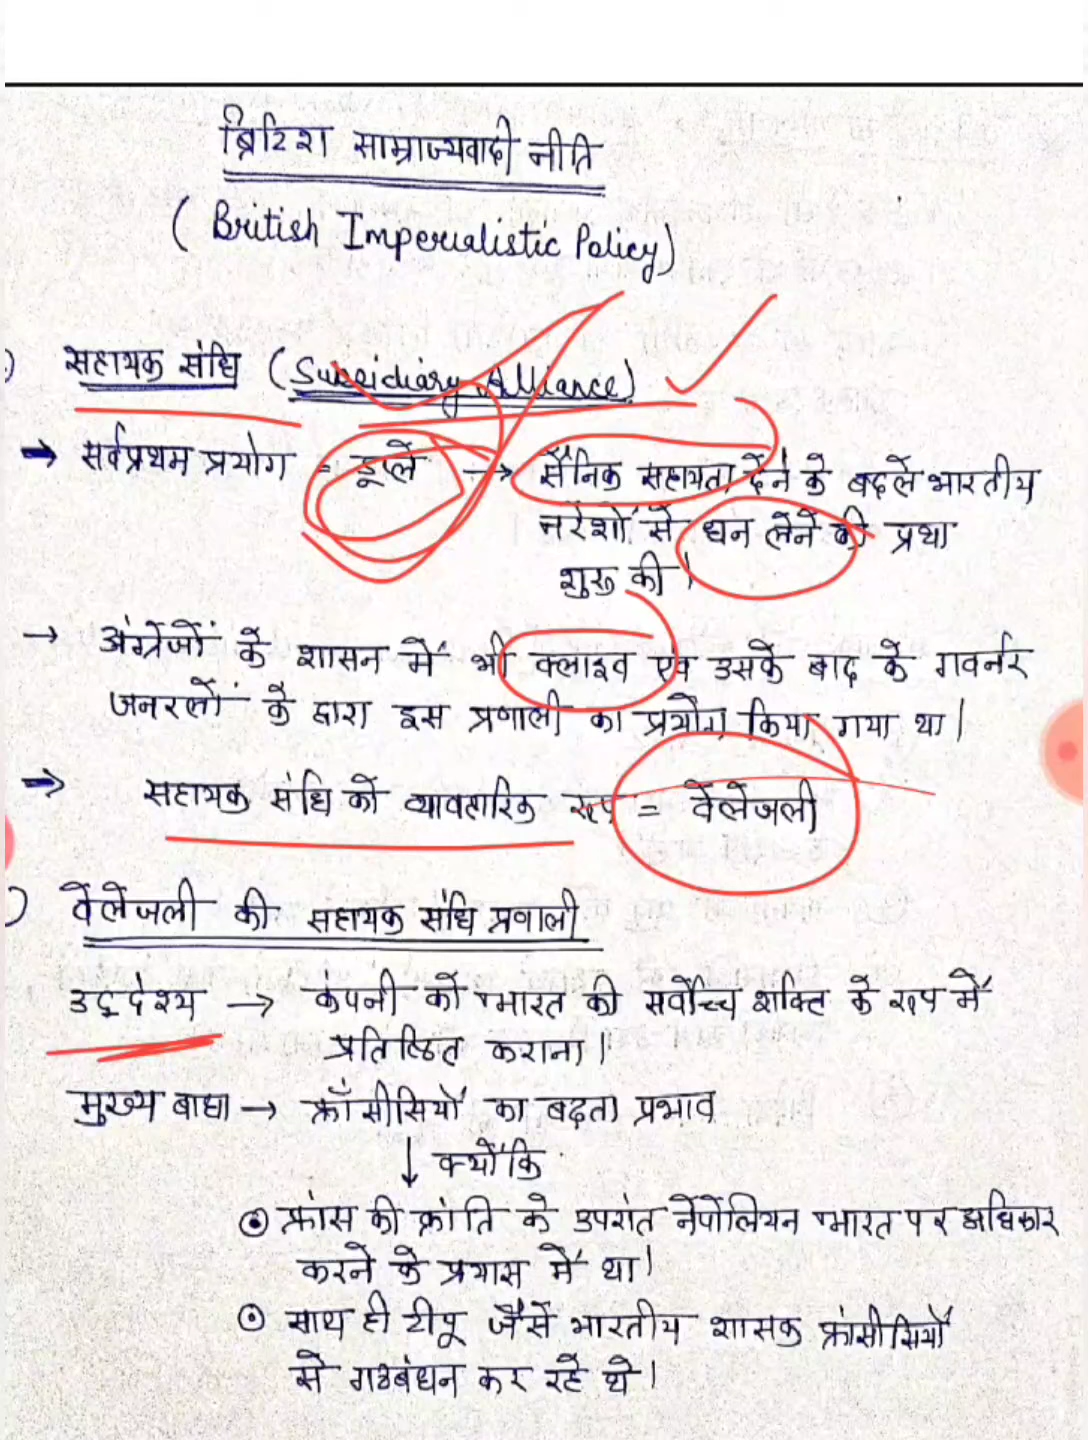 ब्रिटिश साम्राज्यवादी नीति
( British Imperialistic Policy)
) सहायक संधि (Subsidiary Alliance)
→ सर्वप्रथम प्रयोग = डूप्ले → सैनिक सहायता देने के बदले भारतीय
नरेशों से धन लेने की प्रथा
शुरु की।
→ अंग्रेजों के शासन में भी क्लाइव एवं उसके बाद के गवर्नर
जनरलों के द्वारा इस प्रणाली का प्रयोग किया गया था।
→ सहायक संधि को व्यावहारिक रूप = वेलेजली
) वेलेजली की सहायक संधि प्रणाली
उद्देश्य → कंपनी को भारत की सर्वोच्च शक्ति के रूप में
प्रतिष्ठित कराना।
मुख्य बाधा → फ्राँसीसियों का बढ़ता प्रभाव
↓ क्योंकि
⊙ फ्रांस की क्रांति के उपरांत नेपोलियन भारत पर अधिकार
करने के प्रयास में था।
⊙ साथ ही टीपू जैसे भारतीय शासक फ्रांसीसियों
से गठबंधन कर रहे थे।